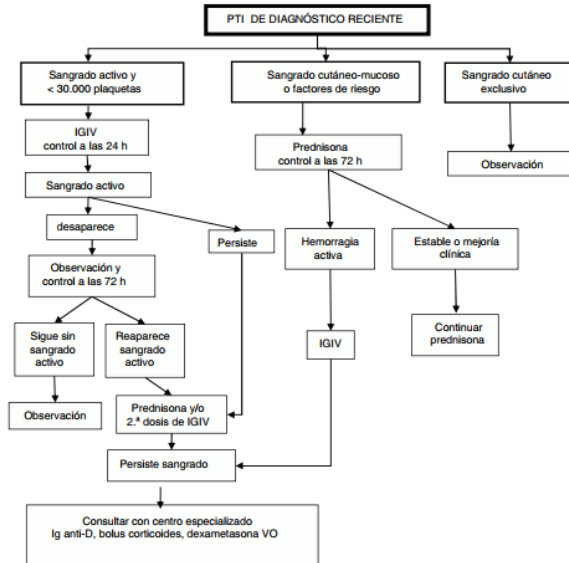 PTI DE DIAGNÓSTICO RECIENTE
Sangrado activo y
< 30.000 plaquetas
Sangrado cutáneo-mucoso
o factores de riesgo
Sangrado cutáneo
exclusivo
IGIV
control a las 24 h
Prednisona
control a las 72 h
Observación
Sangrado activo
desaparece
Persiste
Hemorragia
activa
Estable o mejoría
clínica
Observación y
control a las 72 h
Continuar
prednisona
Sigue sin
sangrado
activo
Reaparece
sangrado
activo
IGIV
Observación
Prednisona y/o
2.ª dosis de IGIV
Persiste sangrado
Consultar con centro especializado
Ig anti-D, bolus corticoides, dexametasona VO